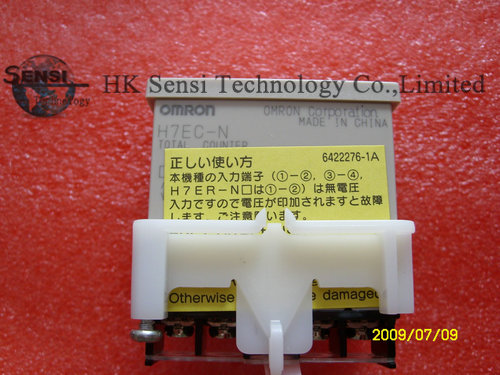 SENSI
Technology
HK Sensi Technology Co.,Limited
OMRON
OMRON Corporation
MADE IN CHINA
H7EC-N
TOTAL COUNTER
正しい使い方
6422276-1A
本機種の入力端子(①−②, ③−④,
H7ER−N□は①−②)は無電圧
入力ですので電圧が印加されますと故障
します。ご注意
Otherwise
be damaged
2009/07/09